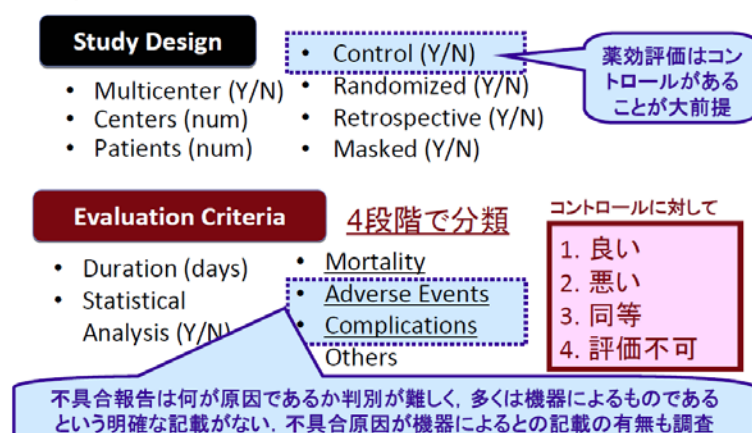 Study Design
• Multicenter (Y/N)
• Centers (num)
• Patients (num)
• Control (Y/N)
• Randomized (Y/N)
• Retrospective (Y/N)
• Masked (Y/N)
薬効評価はコン
トロールがある
ことが大前提
Evaluation Criteria
4段階で分類
• Duration (days)
• Statistical
Analysis (Y/N)
• Mortality
• Adverse Events
• Complications
Others
コントロールに対して
1. 良い
2. 悪い
3. 同等
4. 評価不可
不具合報告は何が原因であるか判別が難しく, 多くは機器によるものである
という明確な記載がない. 不具合原因が機器によるとの記載の有無も調査